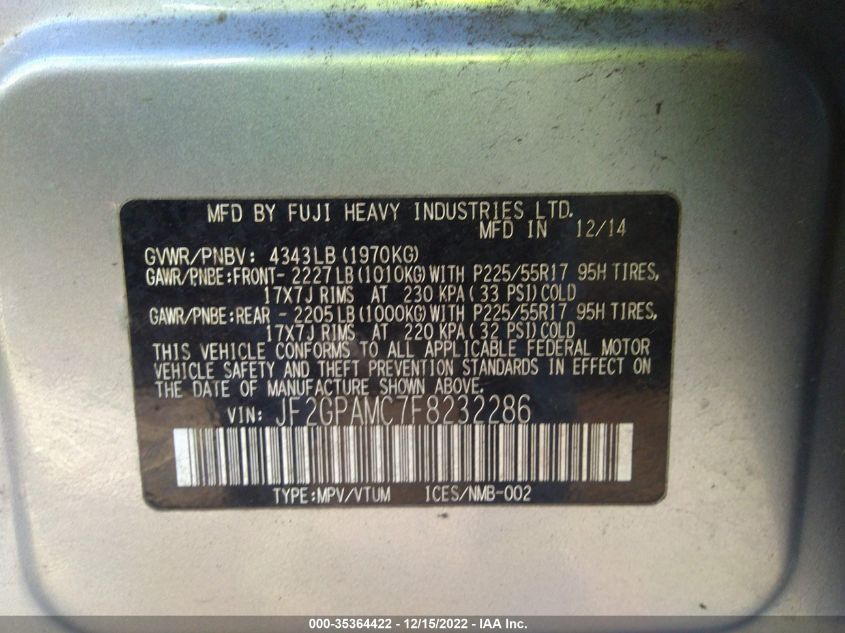 MFD BY FUJI HEAVY INDUSTRIES LTD.
MFD IN 12/14
GVWR/PNBV: 4343LB(1970KG)
GAWR/PNBE:FRONT- 2227LB(1010KG)WITH P225/55R17 95H TIRES,
17X7J RIMS AT 230 KPA(33 PSI)COLD
GAWR/PNBE:REAR - 2205LB(1000KG)WITH P225/55R17 95H TIRES,
17X7J RIMS AT 220 KPA(32 PSI)COLD
THIS VEHICLE CONFORMS TO ALL APPLICABLE FEDERAL MOTOR
VEHICLE SAFETY AND THEFT PREVENTION STANDARDS IN EFFECT ON
THE DATE OF MANUFACTURE SHOWN ABOVE.
VIN: JF2GPAMC7F8232286
TYPE:MPV/VTUM ICES/NMB-002
000-35364422 - 12/15/2022 - IAA Inc.